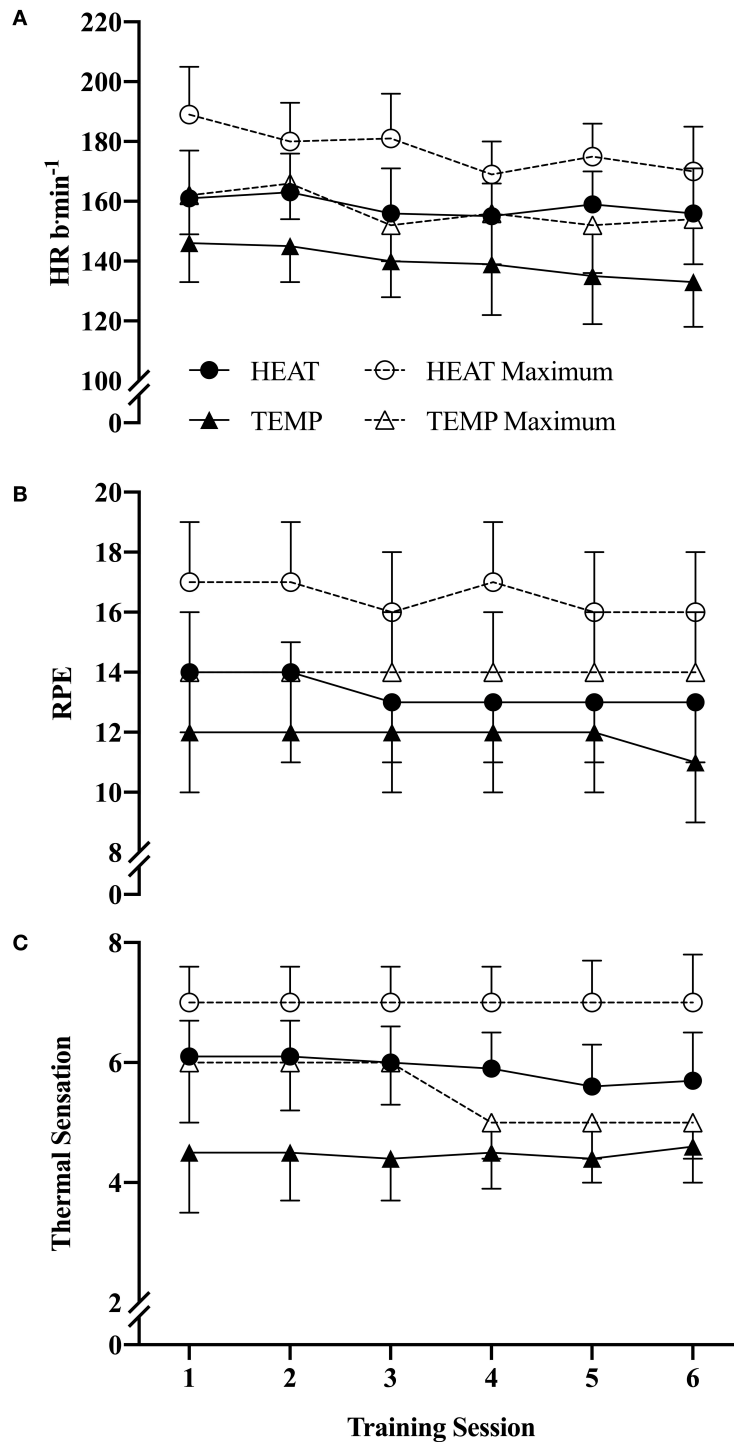 A
220
200
180
160
140
120
100
0
HR b·min-1
HEAT
HEAT Maximum
TEMP
TEMP Maximum
B
20
18
16
14
12
10
8
0
RPE
C
8
6
4
2
0
Thermal Sensation
1 2 3 4 5 6
Training Session